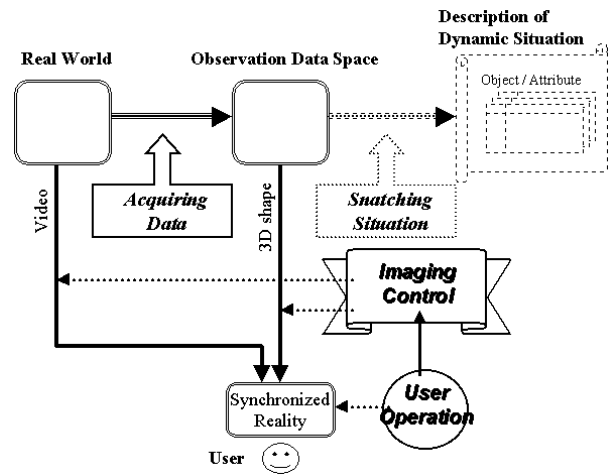 Description of
Dynamic Situation
Real World
Observation Data Space
Object / Attribute
Acquiring
Data
Snatching
Situation
Video
3D shape
Imaging
Control
Synchronized
Reality
User
Operation
User